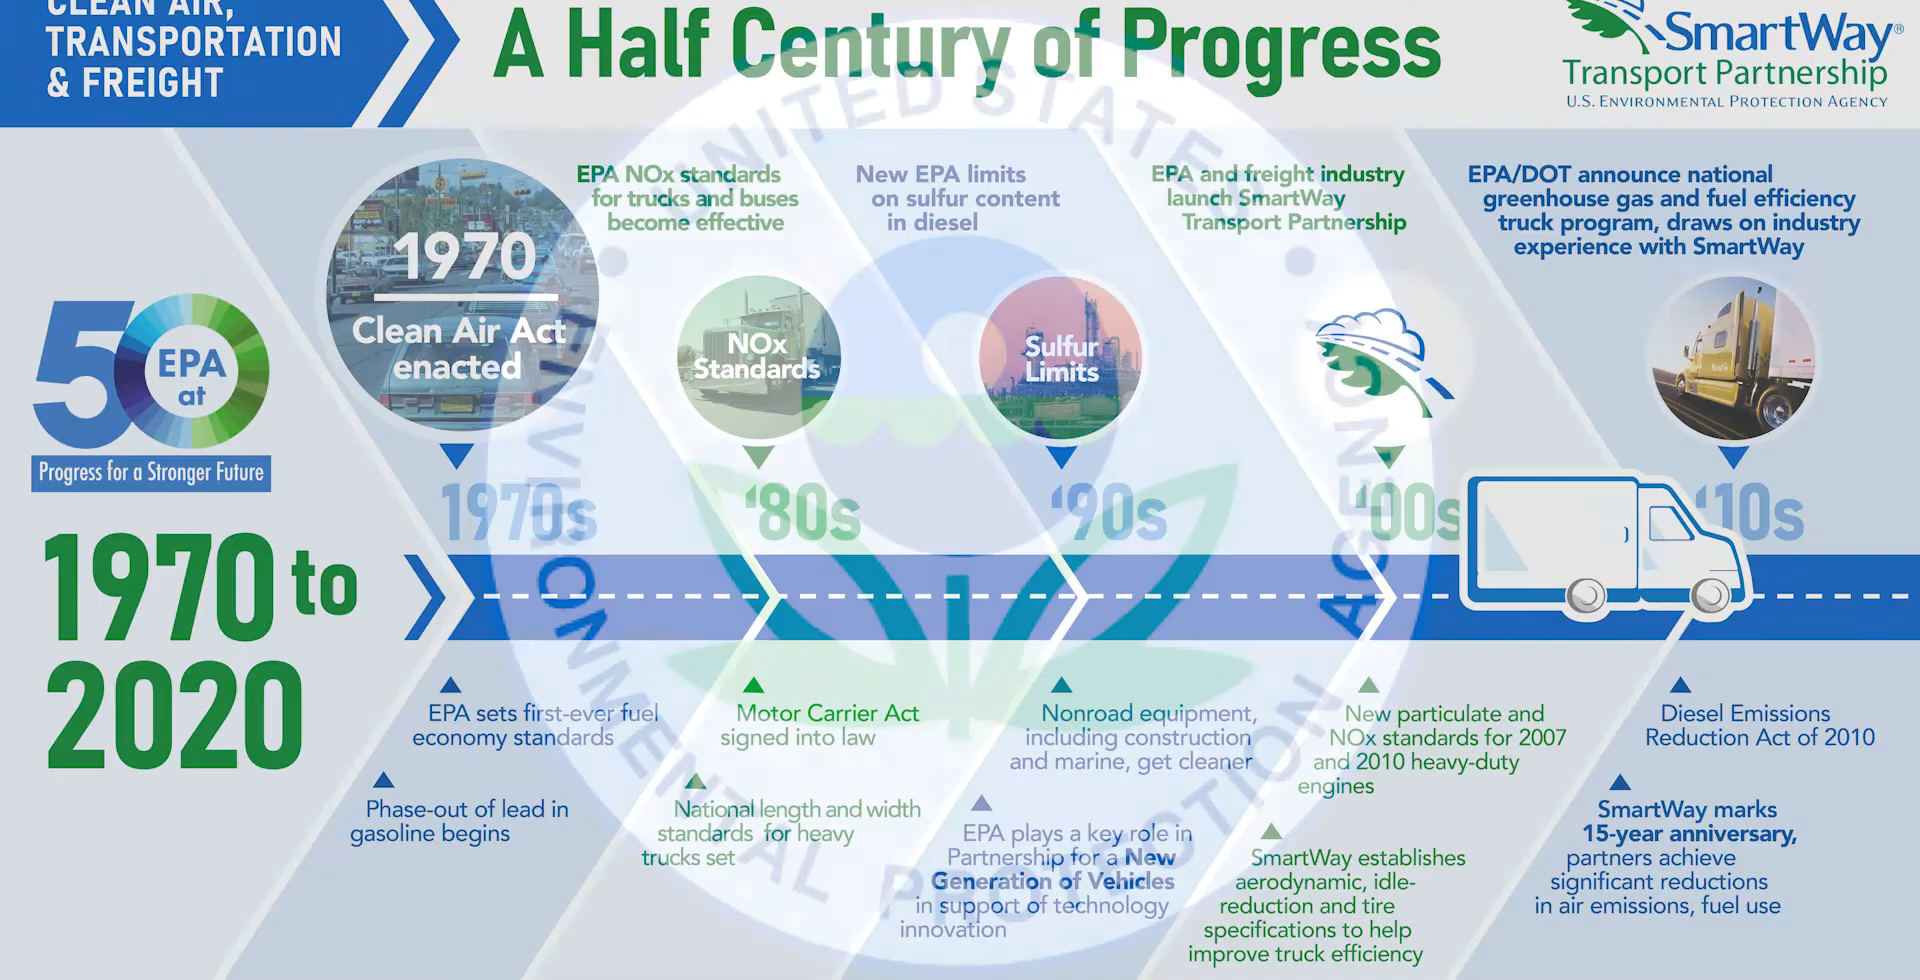 CLEAN AIR,
TRANSPORTATION
& FREIGHT
A Half Century of Progress
SmartWay®
Transport Partnership
U.S. ENVIRONMENTAL PROTECTION AGENCY
1970
Clean Air Act
enacted
EPA NOx standards
for trucks and buses
become effective
NOx
Standards
New EPA limits
on sulfur content
in diesel
Sulfur
Limits
EPA and freight industry
launch SmartWay
Transport Partnership
EPA/DOT announce national
greenhouse gas and fuel efficiency
truck program, draws on industry
experience with SmartWay
50
EPA
at
Progress for a Stronger Future
1970 to
2020
1970s
‘80s
‘90s
‘00s
‘10s
EPA sets first-ever fuel
economy standards
Phase-out of lead in
gasoline begins
Motor Carrier Act
signed into law
National length and width
standards for heavy
trucks set
Nonroad equipment,
including construction
and marine, get cleaner
EPA plays a key role in
Partnership for a New
Generation of Vehicles
in support of technology
innovation
New particulate and
NOx standards for 2007
and 2010 heavy-duty
engines
SmartWay establishes
aerodynamic, idle-
reduction and tire
specifications to help
improve truck efficiency
Diesel Emissions
Reduction Act of 2010
SmartWay marks
15-year anniversary,
partners achieve
significant reductions
in air emissions, fuel use
UNITED STATES
ENVIRONMENTAL PROTECTION AGENCY